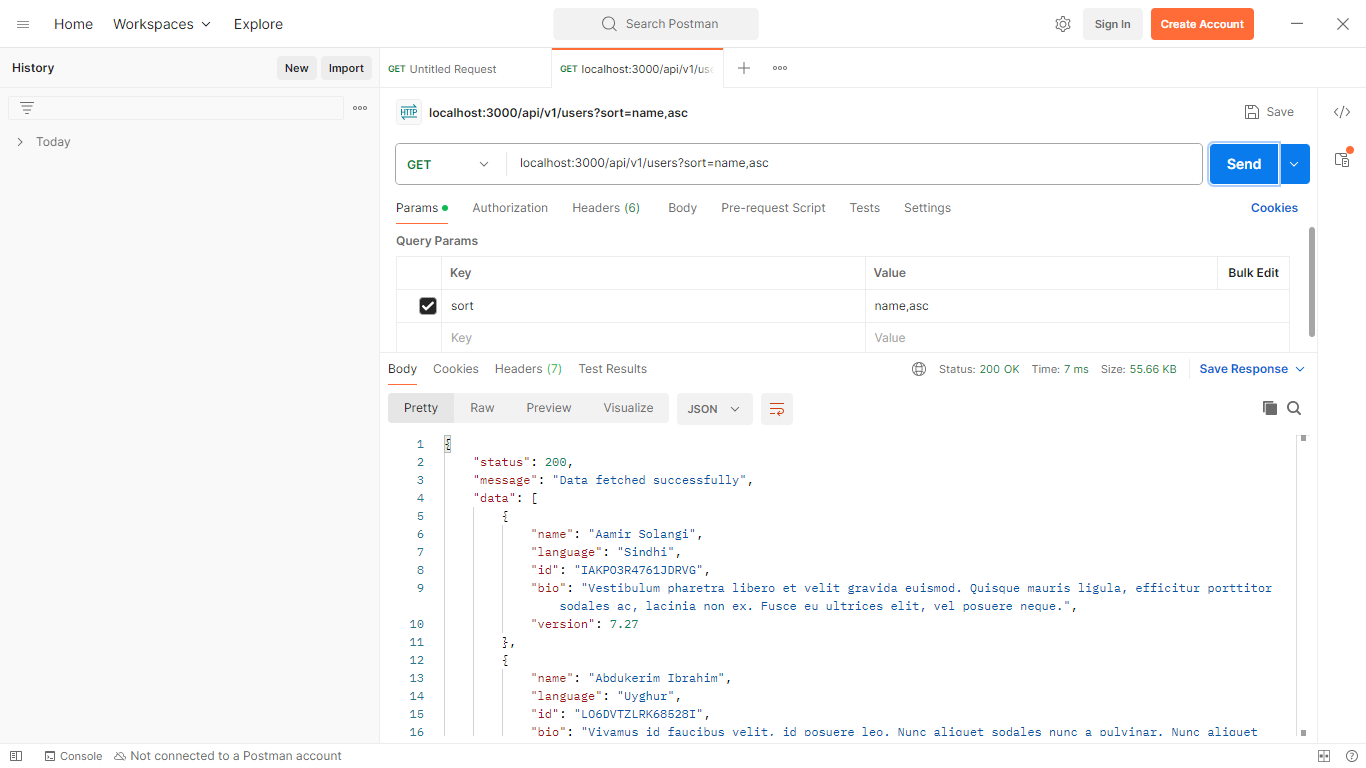 Home Workspaces Explore Search Postman Sign In Create Account
History New Import
GET Untitled Request GET localhost:3000/api/v1/us
Today
HTTP localhost:3000/api/v1/users?sort=name,asc Save
GET localhost:3000/api/v1/users?sort=name,asc Send
Params Authorization Headers (6) Body Pre-request Script Tests Settings Cookies
Query Params
Key Value Bulk Edit
sort name,asc
Key Value
Body Cookies Headers (7) Test Results Status: 200 OK Time: 7 ms Size: 55.66 KB Save Response
Pretty Raw Preview Visualize JSON
1 {
2 "status": 200,
3 "message": "Data fetched successfully",
4 "data": [
5 {
6 "name": "Aamir Solangi",
7 "language": "Sindhi",
8 "id": "IAKPO3R4761JDRVG",
9 "bio": "Vestibulum pharetra libero et velit gravida euismod. Quisque mauris ligula, efficitur porttitor
sodales ac, lacinia non ex. Fusce eu ultrices elit, vel posuere neque.",
10 "version": 7.27
11 },
12 {
13 "name": "Abdukerim Ibrahim",
14 "language": "Uyghur",
15 "id": "LO6DVTZLRK68528I",
16 "bio": "Vivamus id faucibus velit, id posuere leo. Nunc aliquet sodales nunc a pulvinar. Nunc aliquet
Console Not connected to a Postman account